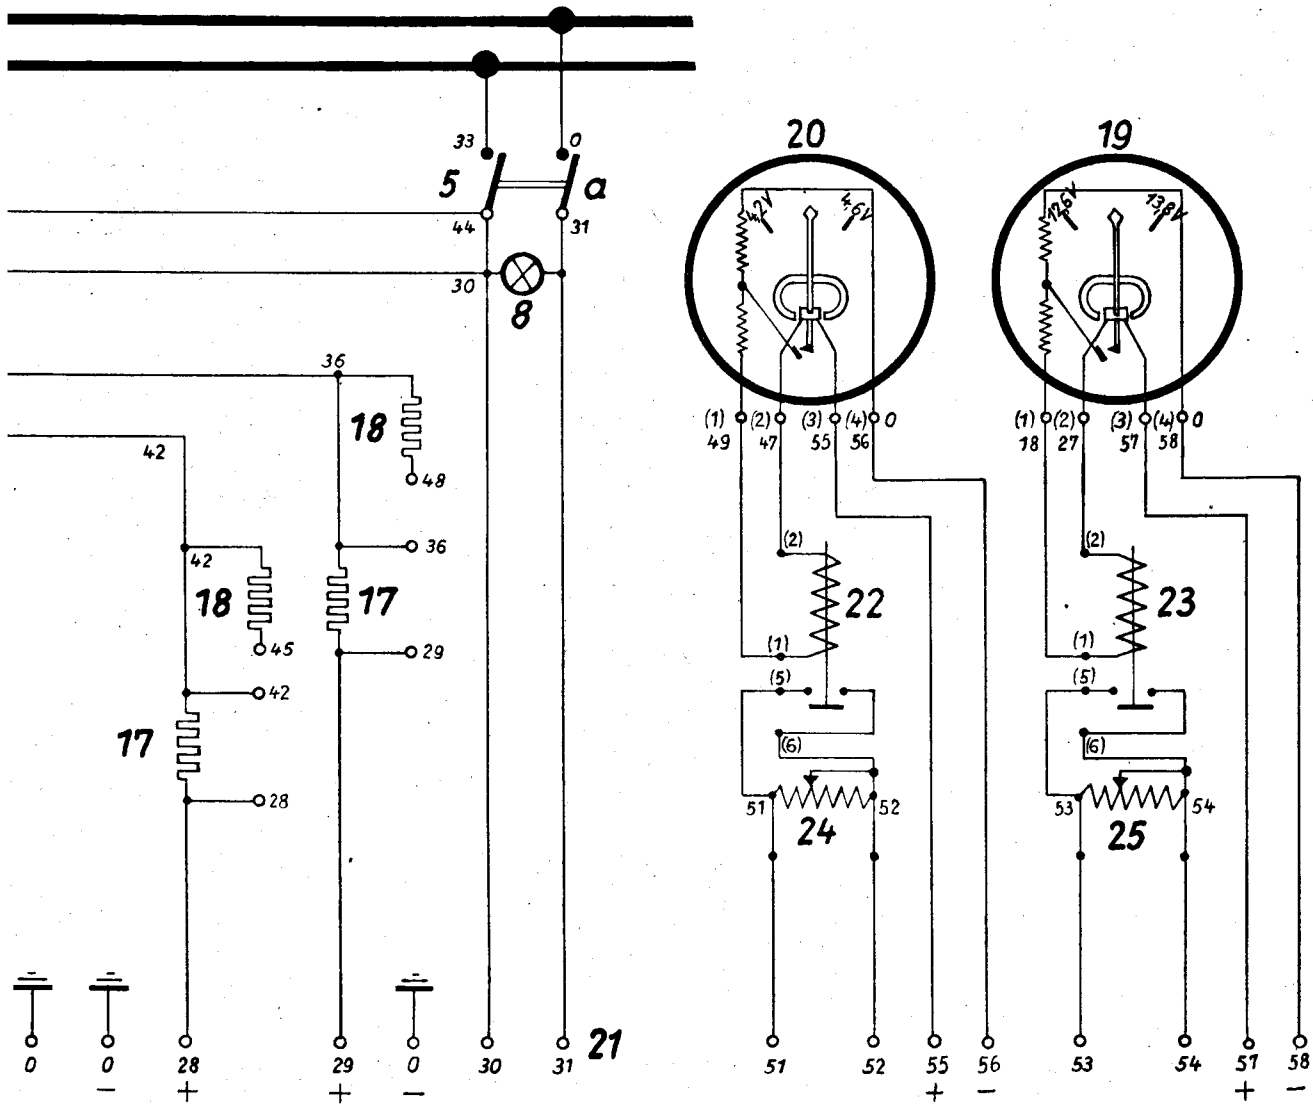 33 0
5 a
44 31
30
8
36
18
42
48
36
42
18 17
45 29
42
17
28
0 0 28 29 0 30 31 21
- + + -
20 19
4,2V 4,6V 12,6V 13,8V
(1) (2) (3) (4) 0 (1) (2) (3) (4) 0
49 47 55 56 18 27 57 58
(2) (2)
22 23
(1) (1)
(5) (5)
(6) (6)
51 52 53 54
24 25
51 52 55 56 53 54 57 58
+ - + -